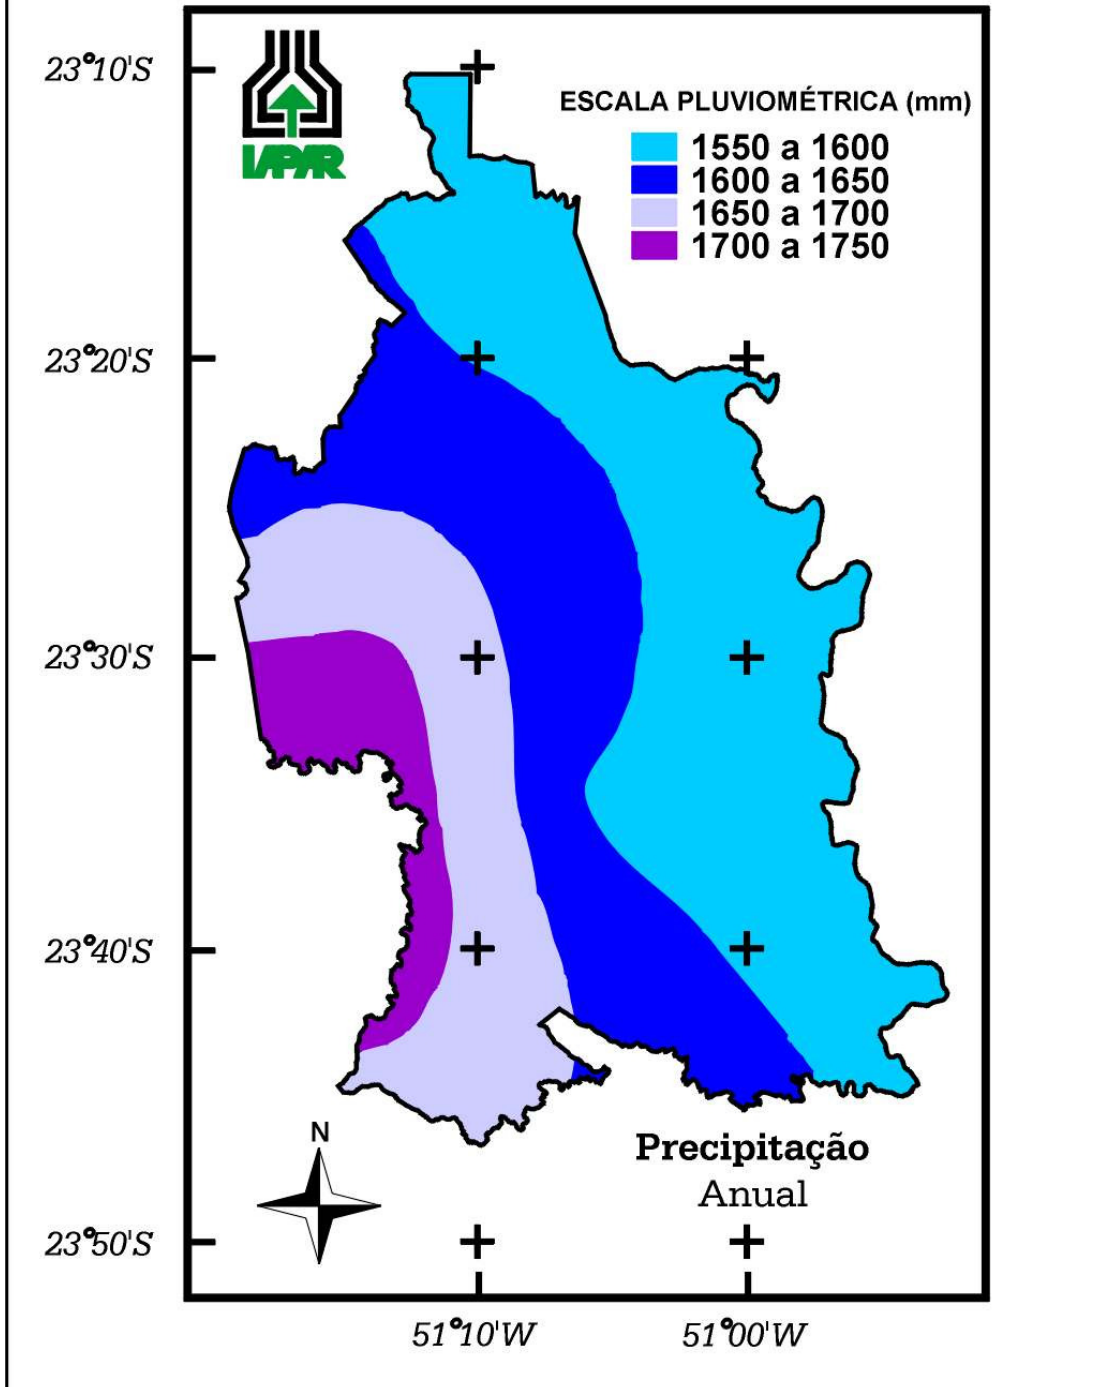 23°10'S
IAPAR
ESCALA PLUVIOMÉTRICA (mm)
1550 a 1600
1600 a 1650
1650 a 1700
1700 a 1750
23°20'S
23°30'S
23°40'S
N
Precipitação
Anual
23°50'S
51°10'W
51°00'W